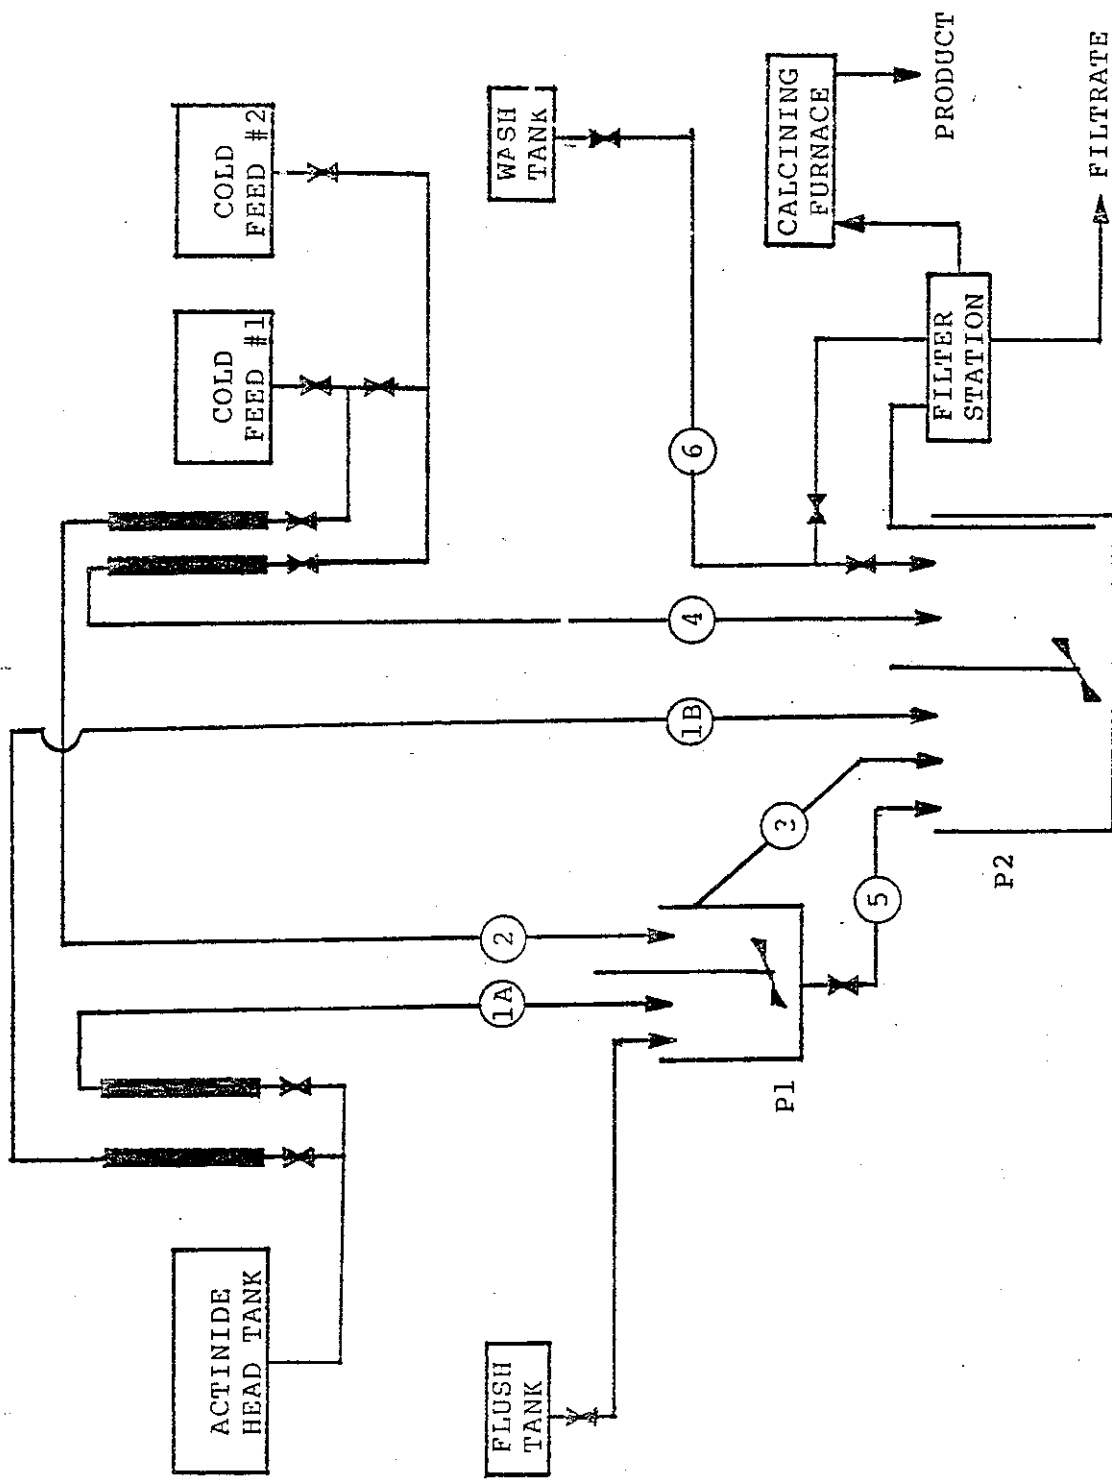 ACTINIDE
HEAD TANK
COLD
FEED #1
COLD
FEED #2
FLUSH
TANK
WASH
TANK
1A
2
1B
4
6
3
5
P1
P2
FILTER
STATION
CALCINING
FURNACE
PRODUCT
FILTRATE